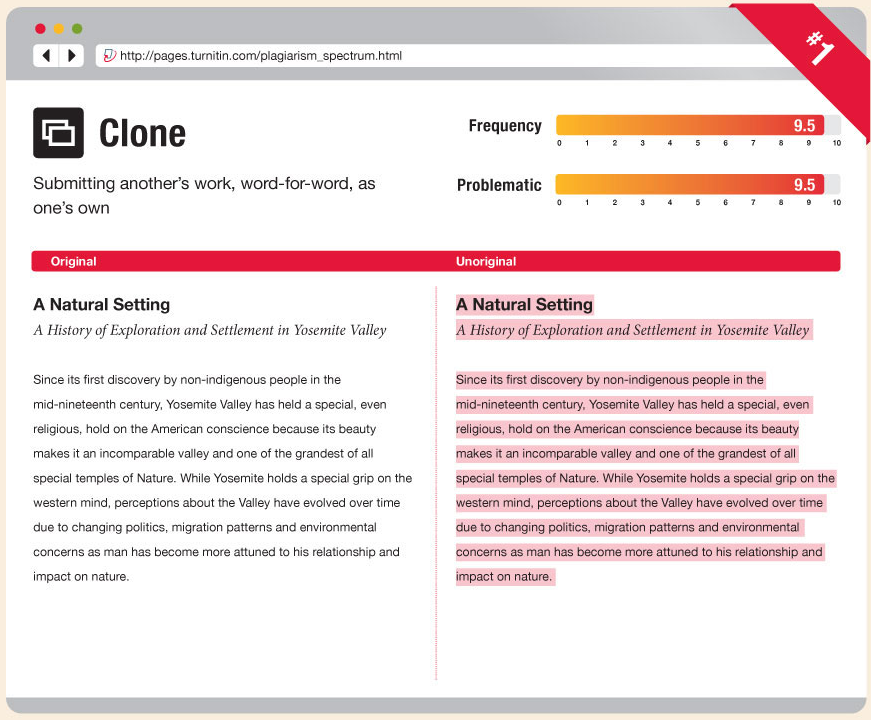 #1
http://pages.turnitin.com/plagiarism_spectrum.html
Clone
Submitting another’s work, word-for-word, as
one’s own
Frequency 9.5
0 1 2 3 4 5 6 7 8 9 10
Problematic 9.5
0 1 2 3 4 5 6 7 8 9 10
Original
A Natural Setting
A History of Exploration and Settlement in Yosemite Valley
Since its first discovery by non-indigenous people in the
mid-nineteenth century, Yosemite Valley has held a special, even
religious, hold on the American conscience because its beauty
makes it an incomparable valley and one of the grandest of all
special temples of Nature. While Yosemite holds a special grip on the
western mind, perceptions about the Valley have evolved over time
due to changing politics, migration patterns and environmental
concerns as man has become more attuned to his relationship and
impact on nature.
Unoriginal
A Natural Setting
A History of Exploration and Settlement in Yosemite Valley
Since its first discovery by non-indigenous people in the
mid-nineteenth century, Yosemite Valley has held a special, even
religious, hold on the American conscience because its beauty
makes it an incomparable valley and one of the grandest of all
special temples of Nature. While Yosemite holds a special grip on the
western mind, perceptions about the Valley have evolved over time
due to changing politics, migration patterns and environmental
concerns as man has become more attuned to his relationship and
impact on nature.